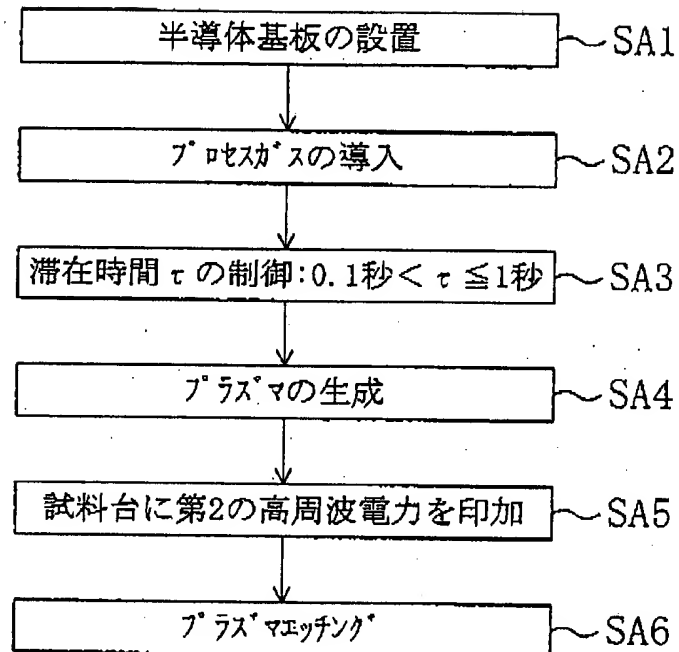 半導体基板の設置 SA1
ﾌﾟﾛｾｽｶﾞｽの導入 SA2
滞在時間τの制御:0.1秒<τ≦1秒 SA3
ﾌﾟﾗｽﾞﾏの生成 SA4
試料台に第2の高周波電力を印加 SA5
ﾌﾟﾗｽﾞﾏｴｯﾁﾝｸﾞ SA6